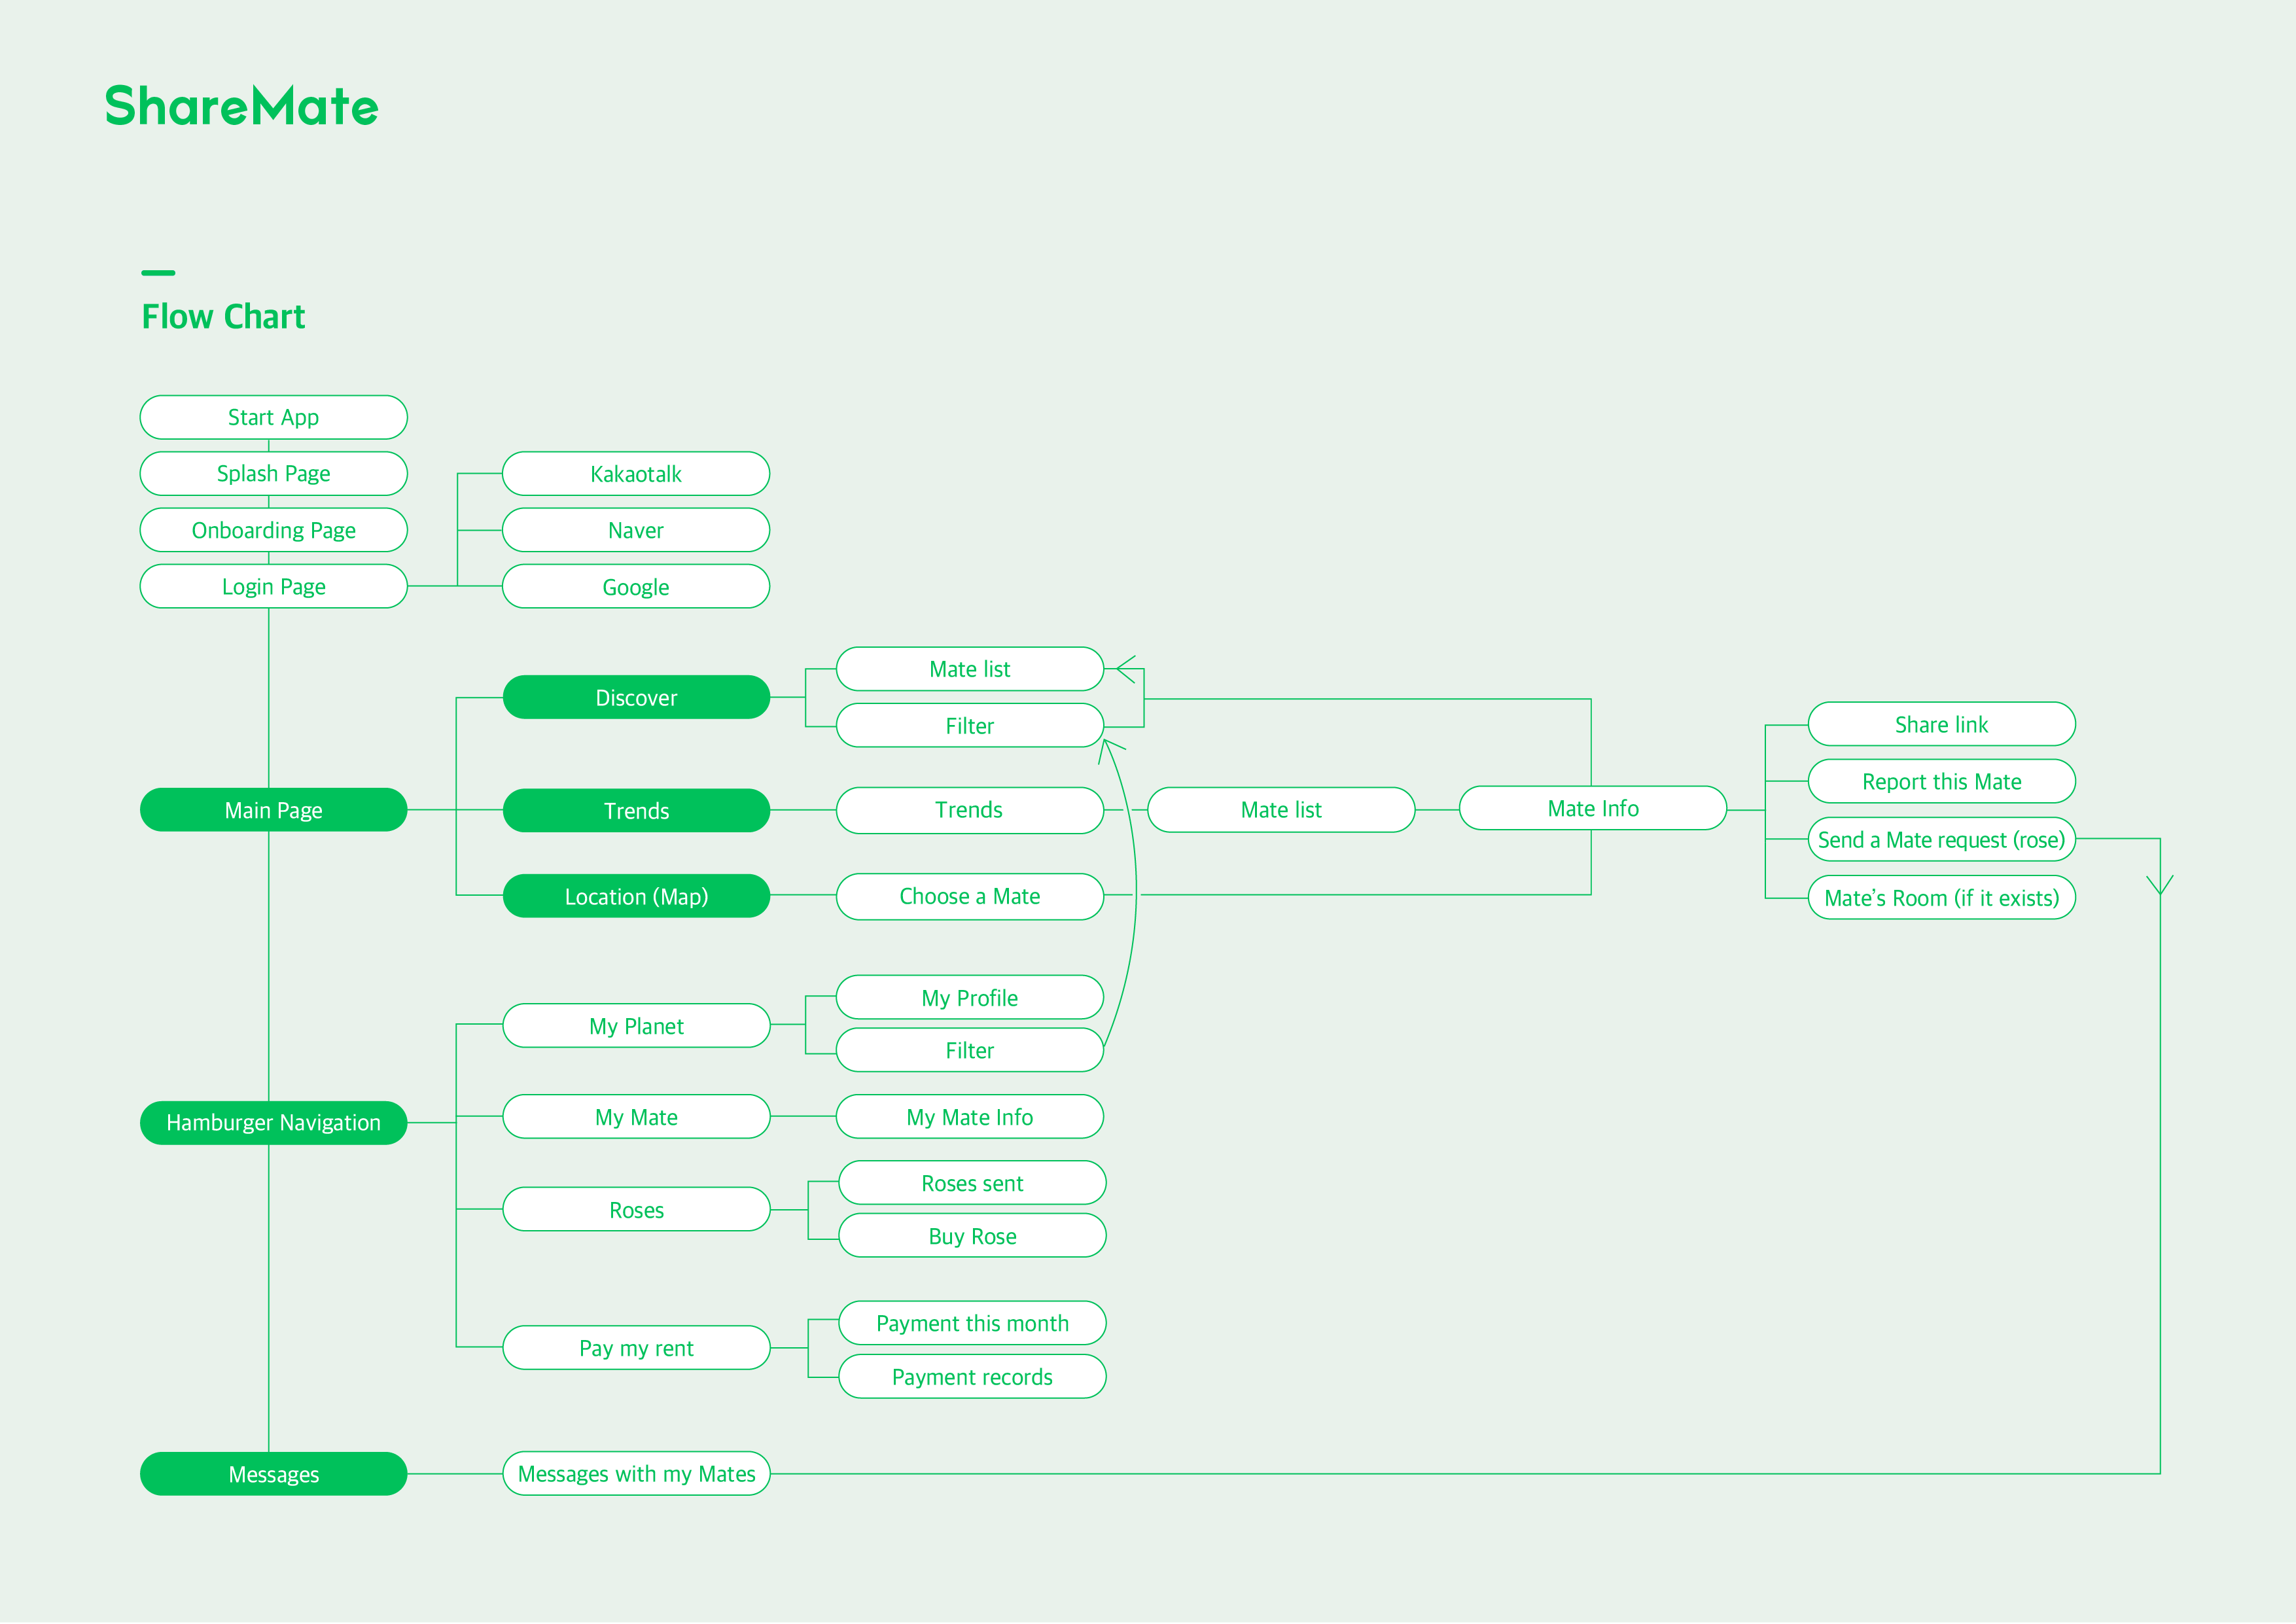 ShareMate
Flow Chart
Start App
Splash Page
Kakaotalk
Onboarding Page
Naver
Login Page
Google
Mate list
Discover
Filter
Share link
Report this Mate
Main Page
Trends
Trends
Mate list
Mate Info
Send a Mate request (rose)
Location (Map)
Choose a Mate
Mate’s Room (if it exists)
My Profile
My Planet
Filter
Hamburger Navigation
My Mate
My Mate Info
Roses sent
Roses
Buy Rose
Payment this month
Pay my rent
Payment records
Messages
Messages with my Mates